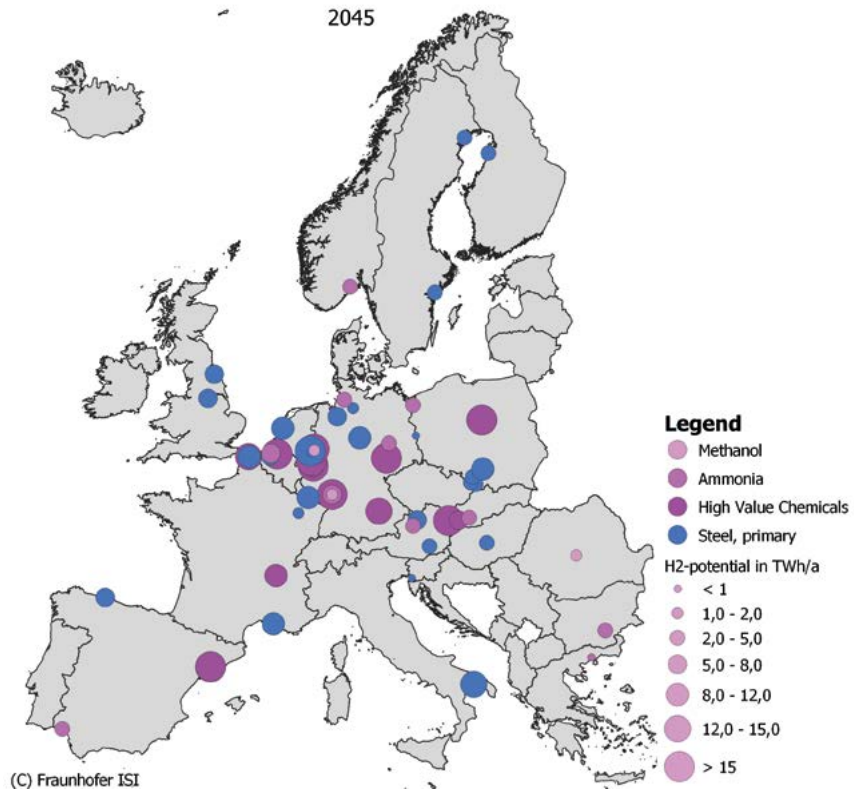 2045
Legend
Methanol
Ammonia
High Value Chemicals
Steel, primary
H2-potential in TWh/a
< 1
1,0 - 2,0
2,0 - 5,0
5,0 - 8,0
8,0 - 12,0
12,0 - 15,0
> 15
(C) Fraunhofer ISI